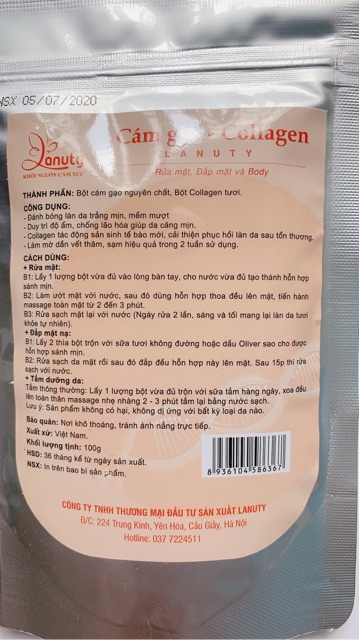 NSX 05/07/2020
Cám gạo - Collagen
Lanuty
LANUTY
KHƠI NGUỒN CẢM XÚC
Rửa mặt, Đắp mặt và Body
THÀNH PHẦN: Bột cám gạo nguyên chất, Bột Collagen tươi.
CÔNG DỤNG:
- Đánh bóng làn da trắng mịn, mềm mượt
- Duy trì độ ẩm, chống lão hóa giúp da căng mịn.
- Collagen tác động sản sinh tế bào mới, cải thiện phục hồi làn da sau tổn thương.
- Làm mờ dần vết thâm, sạm hiệu quả trong 2 tuần sử dụng.
CÁCH DÙNG:
+ Rửa mặt:
B1: Lấy 1 lượng bột vừa đủ vào lòng bàn tay, cho nước vừa đủ tạo thành hỗn hợp
sánh mịn.
B2: Làm ướt mặt với nước, sau đó dùng hỗn hợp thoa đều lên mặt, tiến hành
massage toàn mặt từ 2 đến 3 phút.
B3: Rửa sạch mặt lại với nước (Ngày rửa 2 lần, sáng và tối mang lại làn da tươi
khỏe tự nhiên).
+ Đắp mặt nạ:
B1: Lấy 2 thìa bột trộn với sữa tươi không đường hoặc dầu Oliver sao cho được
hỗn hợp sánh mịn.
B2: Rửa sạch da mặt rồi sau đó đắp đều hỗn hợp này lên mặt. Sau 15p thì rửa
sạch với nước.
+ Tắm dưỡng da:
Tắm thông thường: Lấy 1 lượng bột vừa đủ trộn với sữa tắm hàng ngày, xoa đều
lên toàn thân massage nhẹ nhàng 2 - 3 phút tắm lại bằng nước sạch.
Lưu ý: Sản phẩm không có hại, không dị ứng với bất kỳ loại da nào.
Bảo quản: Nơi khô thoáng, tránh ánh nắng trực tiếp.
Xuất xứ: Việt Nam.
Khối lượng tịnh: 100g
HSD: 36 tháng kể từ ngày sản xuất.
NSX: In trên bao bì sản phẩm.
8 936104 586367
CÔNG TY TNHH THƯƠNG MẠI ĐẦU TƯ SẢN XUẤT LANUTY
Đ/C: 224 Trung Kính, Yên Hòa, Cầu Giấy. Hà Nội
Hotline: 037 7224511